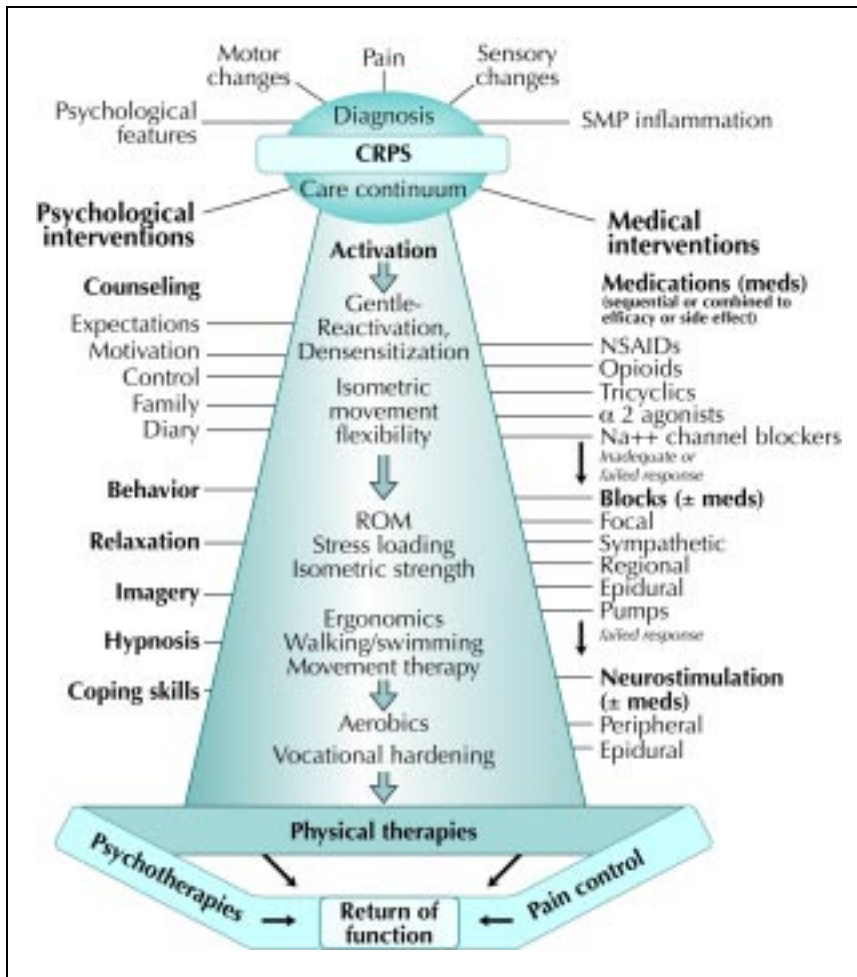 Motor
changes
Pain
Sensory
changes
Psychological
features
Diagnosis
SMP inflammation
CRPS
Care continuum
Psychological
interventions
Medical
interventions
Activation
Counseling
Expectations
Motivation
Control
Family
Diary
Behavior
Relaxation
Imagery
Hypnosis
Coping skills
Gentle-
Reactivation,
Densensitization
Isometric
movement
flexibility
ROM
Stress loading
Isometric strength
Ergonomics
Walking/swimming
Movement therapy
Aerobics
Vocational hardening
Medications (meds)
(sequential or combined to
efficacy or side effect)
NSAIDs
Opioids
Tricyclics
α 2 agonists
Na++ channel blockers
Inadequate or
failed response
Blocks (± meds)
Focal
Sympathetic
Regional
Epidural
Pumps
failed response
Neurostimulation
(± meds)
Peripheral
Epidural
Physical therapies
Psychotherapies
Pain control
Return of
function